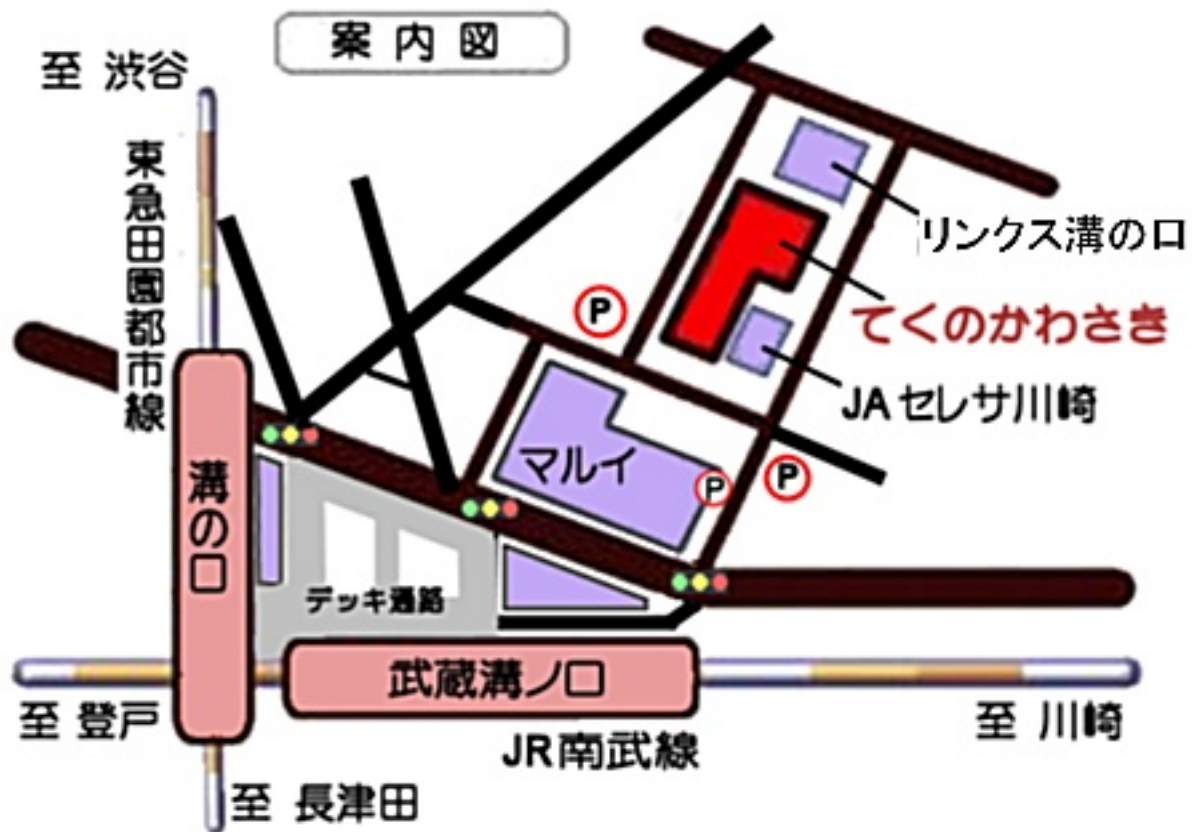 案内図
至 渋谷
東急田園都市線
リンクス溝の口
てくのかわさき
P
JAセレサ川崎
マルイ
P
P
溝の口
デッキ通路
武蔵溝ノ口
至 登戸
至 川崎
JR南武線
至 長津田